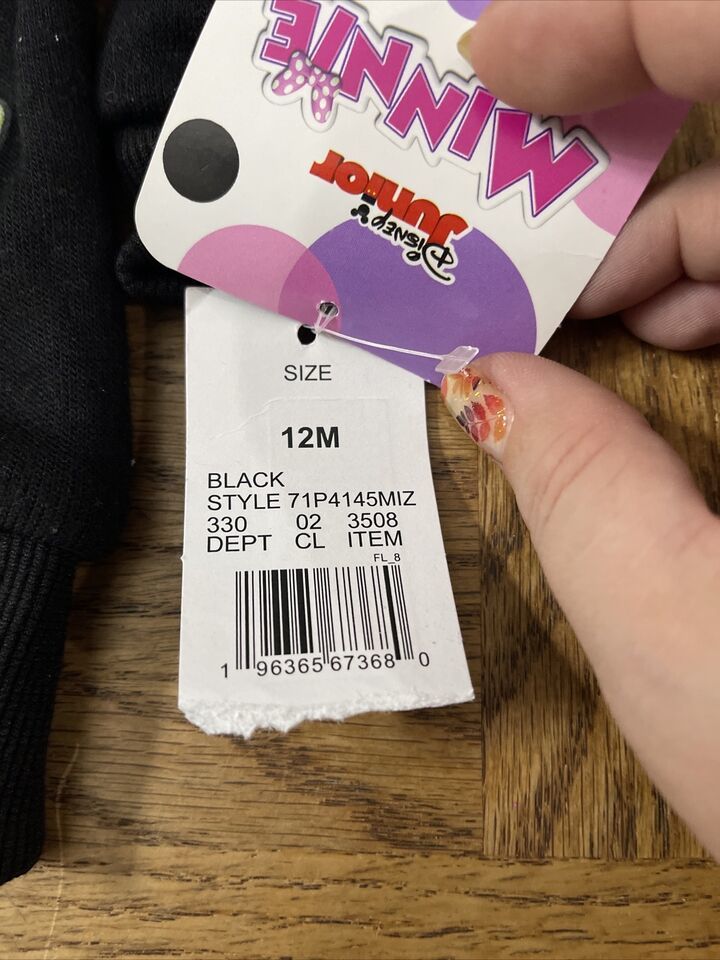 MINNIE
Disney
JUNIOR
SIZE
12M
BLACK
STYLE 71P4145MIZ
330 02 3508
DEPT CL ITEM
FL_8
1 96365 67368 0